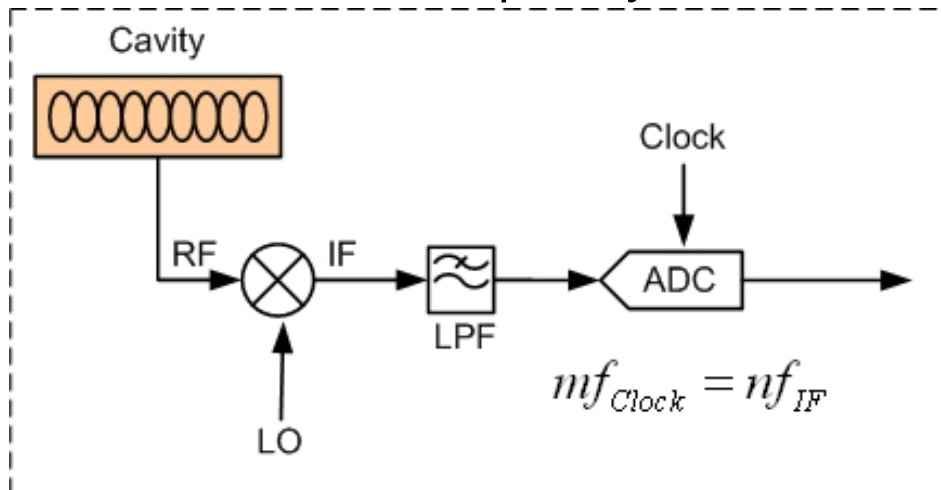 Cavity
Clock
RF
IF
ADC
LPF
mf_Clock = nf_IF
LO